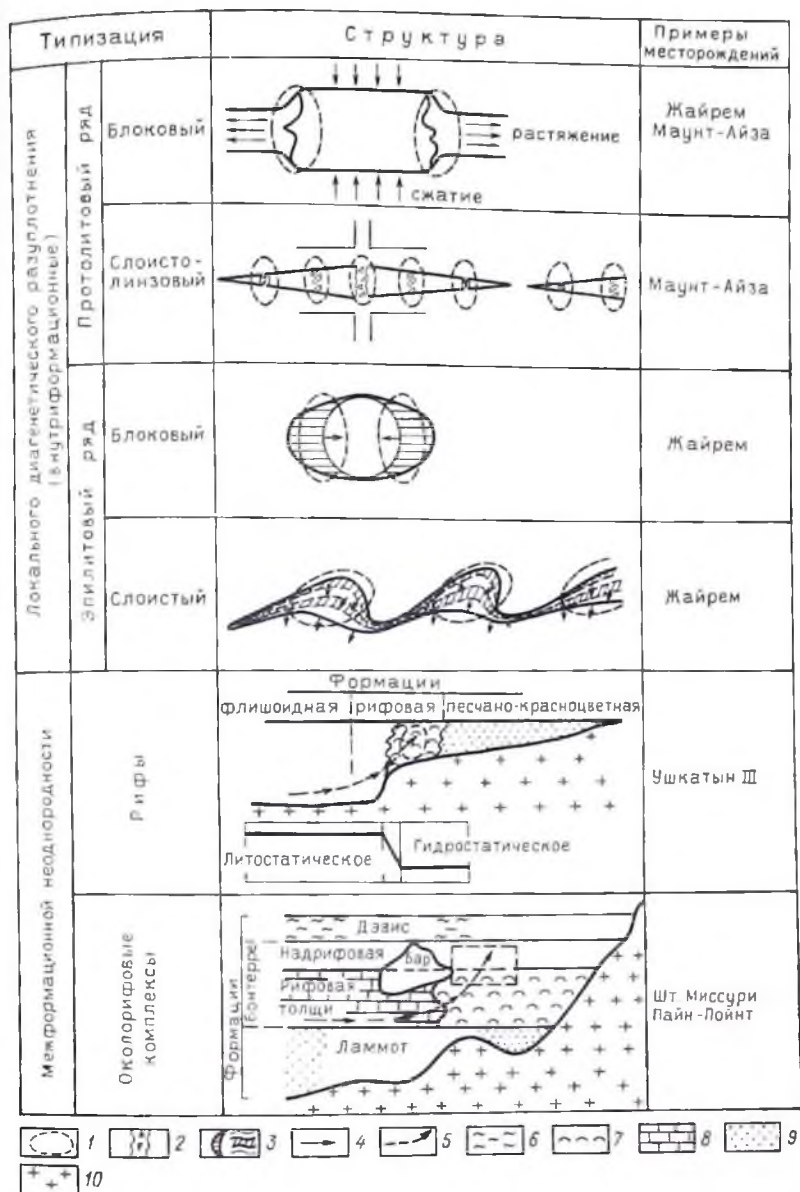 Типизация
Структура
Примеры
месторождений
Локального диагенетического разуплотнения
(внутриформационные)
Протолитовый ряд
Блоковый
растяжение
сжатие
Жайрем
Маунт-Айза
Слоисто-
линзовый
Маунт-Айза
Эпилитовый ряд
Блоковый
Жайрем
Слоистый
Жайрем
Межформационной неоднородности
Рифы
Формации
флишоидная рифовая песчано-красноцветная
Литостатическое
Гидростатическое
Ушкатын III
Околорифовые
комплексы
Формации
Бонтерре
Дэвис
Надрифовая
Бар
Рифовая
толщи
Ламмот
Шт. Миссури
Пайн-Пойнт
1 2 3 4 5 6 7 8 9
10